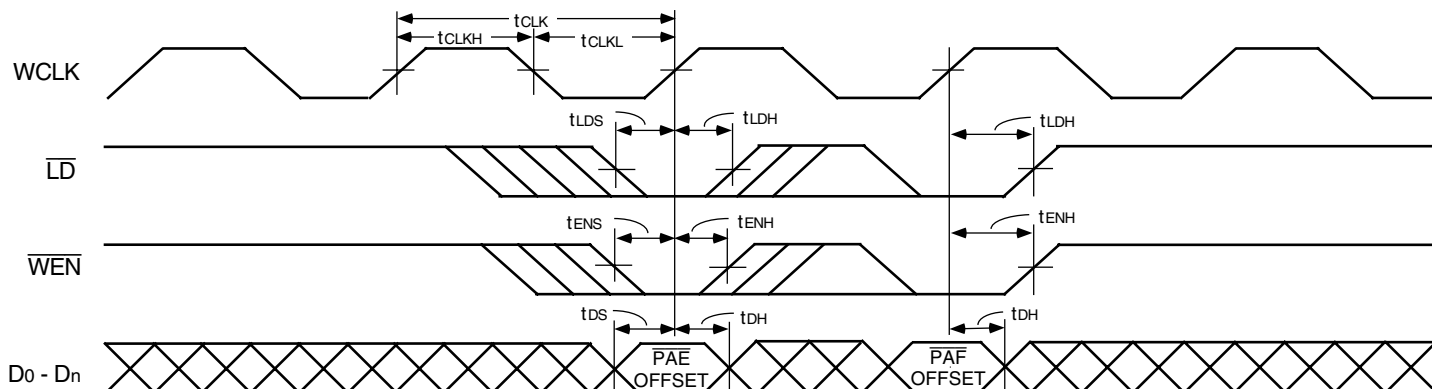 tCLK
tCLKH tCLKL
WCLK
tLDS tLDH tLDH
LD
tENS tENH tENH
WEN
tDS tDH tDH
D0 - Dn PAE OFFSET PAF OFFSET